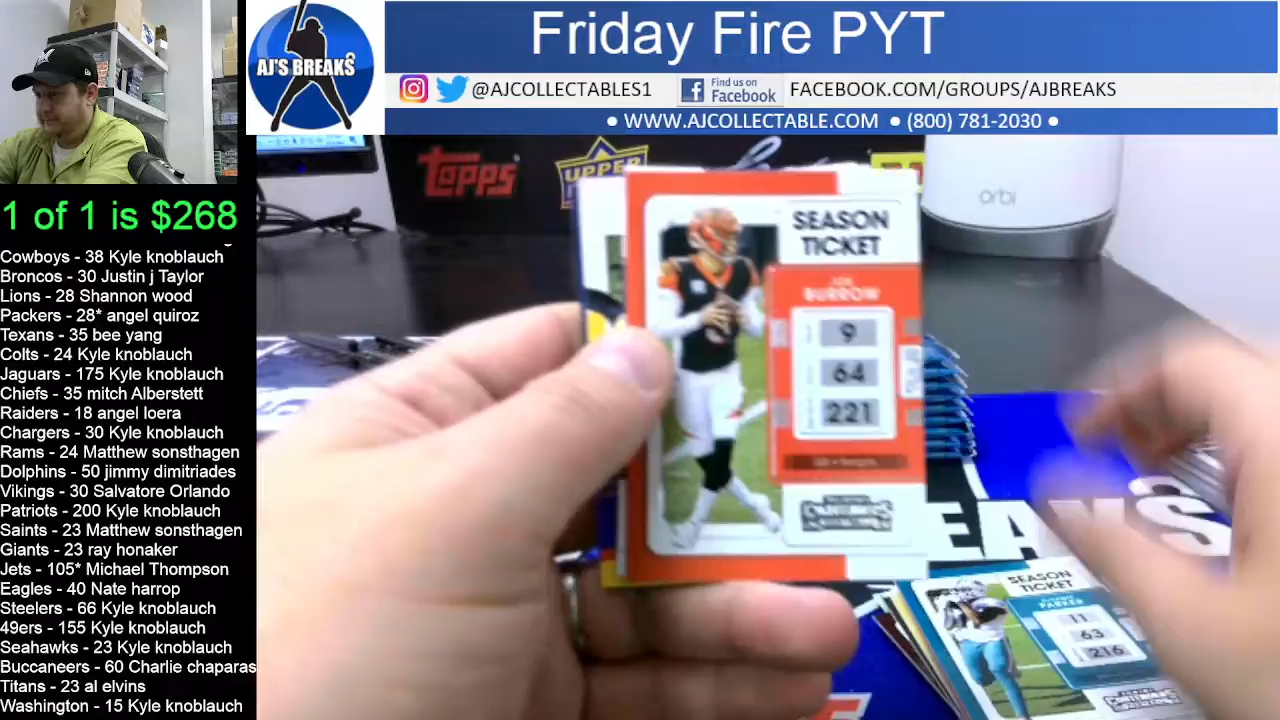 Friday Fire PYT
AJ'S BREAKS
@AJCOLLECTABLES1
Find us on
Facebook
FACEBOOK.COM/GROUPS/AJBREAKS
• WWW.AJCOLLECTABLE.COM • (800) 781-2030 •
1 of 1 is $268
Cowboys - 38 Kyle knoblauch
Broncos - 30 Justin j Taylor
Lions - 28 Shannon wood
Packers - 28* angel quiroz
Texans - 35 bee yang
Colts - 24 Kyle knoblauch
Jaguars - 175 Kyle knoblauch
Chiefs - 35 mitch Alberstett
Raiders - 18 angel loera
Chargers - 30 Kyle knoblauch
Rams - 24 Matthew sonsthagen
Dolphins - 50 jimmy dimitriades
Vikings - 30 Salvatore Orlando
Patriots - 200 Kyle knoblauch
Saints - 23 Matthew sonsthagen
Giants - 23 ray honaker
Jets - 105* Michael Thompson
Eagles - 40 Nate harrop
Steelers - 66 Kyle knoblauch
49ers - 155 Kyle knoblauch
Seahawks - 23 Kyle knoblauch
Buccaneers - 60 Charlie chaparas
Titans - 23 al elvins
Washington - 15 Kyle knoblauch
TOPPS
UPPER
orbi
SEASON
TICKET
BURROW
9
64
221
SEASON
TICKET
PARKER
11
63
216